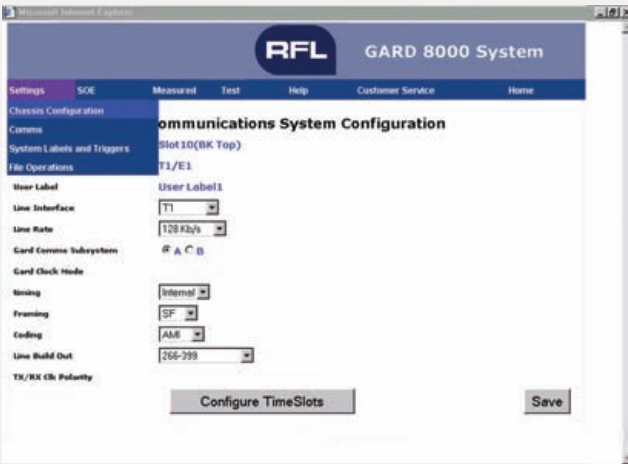 Microsoft Internet Explorer
RFL GARD 8000 System
Settings SOE Measured Test Help Customer Service Home
Chassis Configuration
Comms
System Labels and Triggers
File Operations
ommunications System Configuration
Slot10(BK Top)
T1/E1
User Label User Label1
Line Interface T1
Line Rate 128 Kb/s
Gard Comms Subsystem A B
Gard Clock Mode
timing Internal
Framing SF
Coding AMI
Line Build Out 266-399
TX/RX Clk Polarity
Configure TimeSlots Save